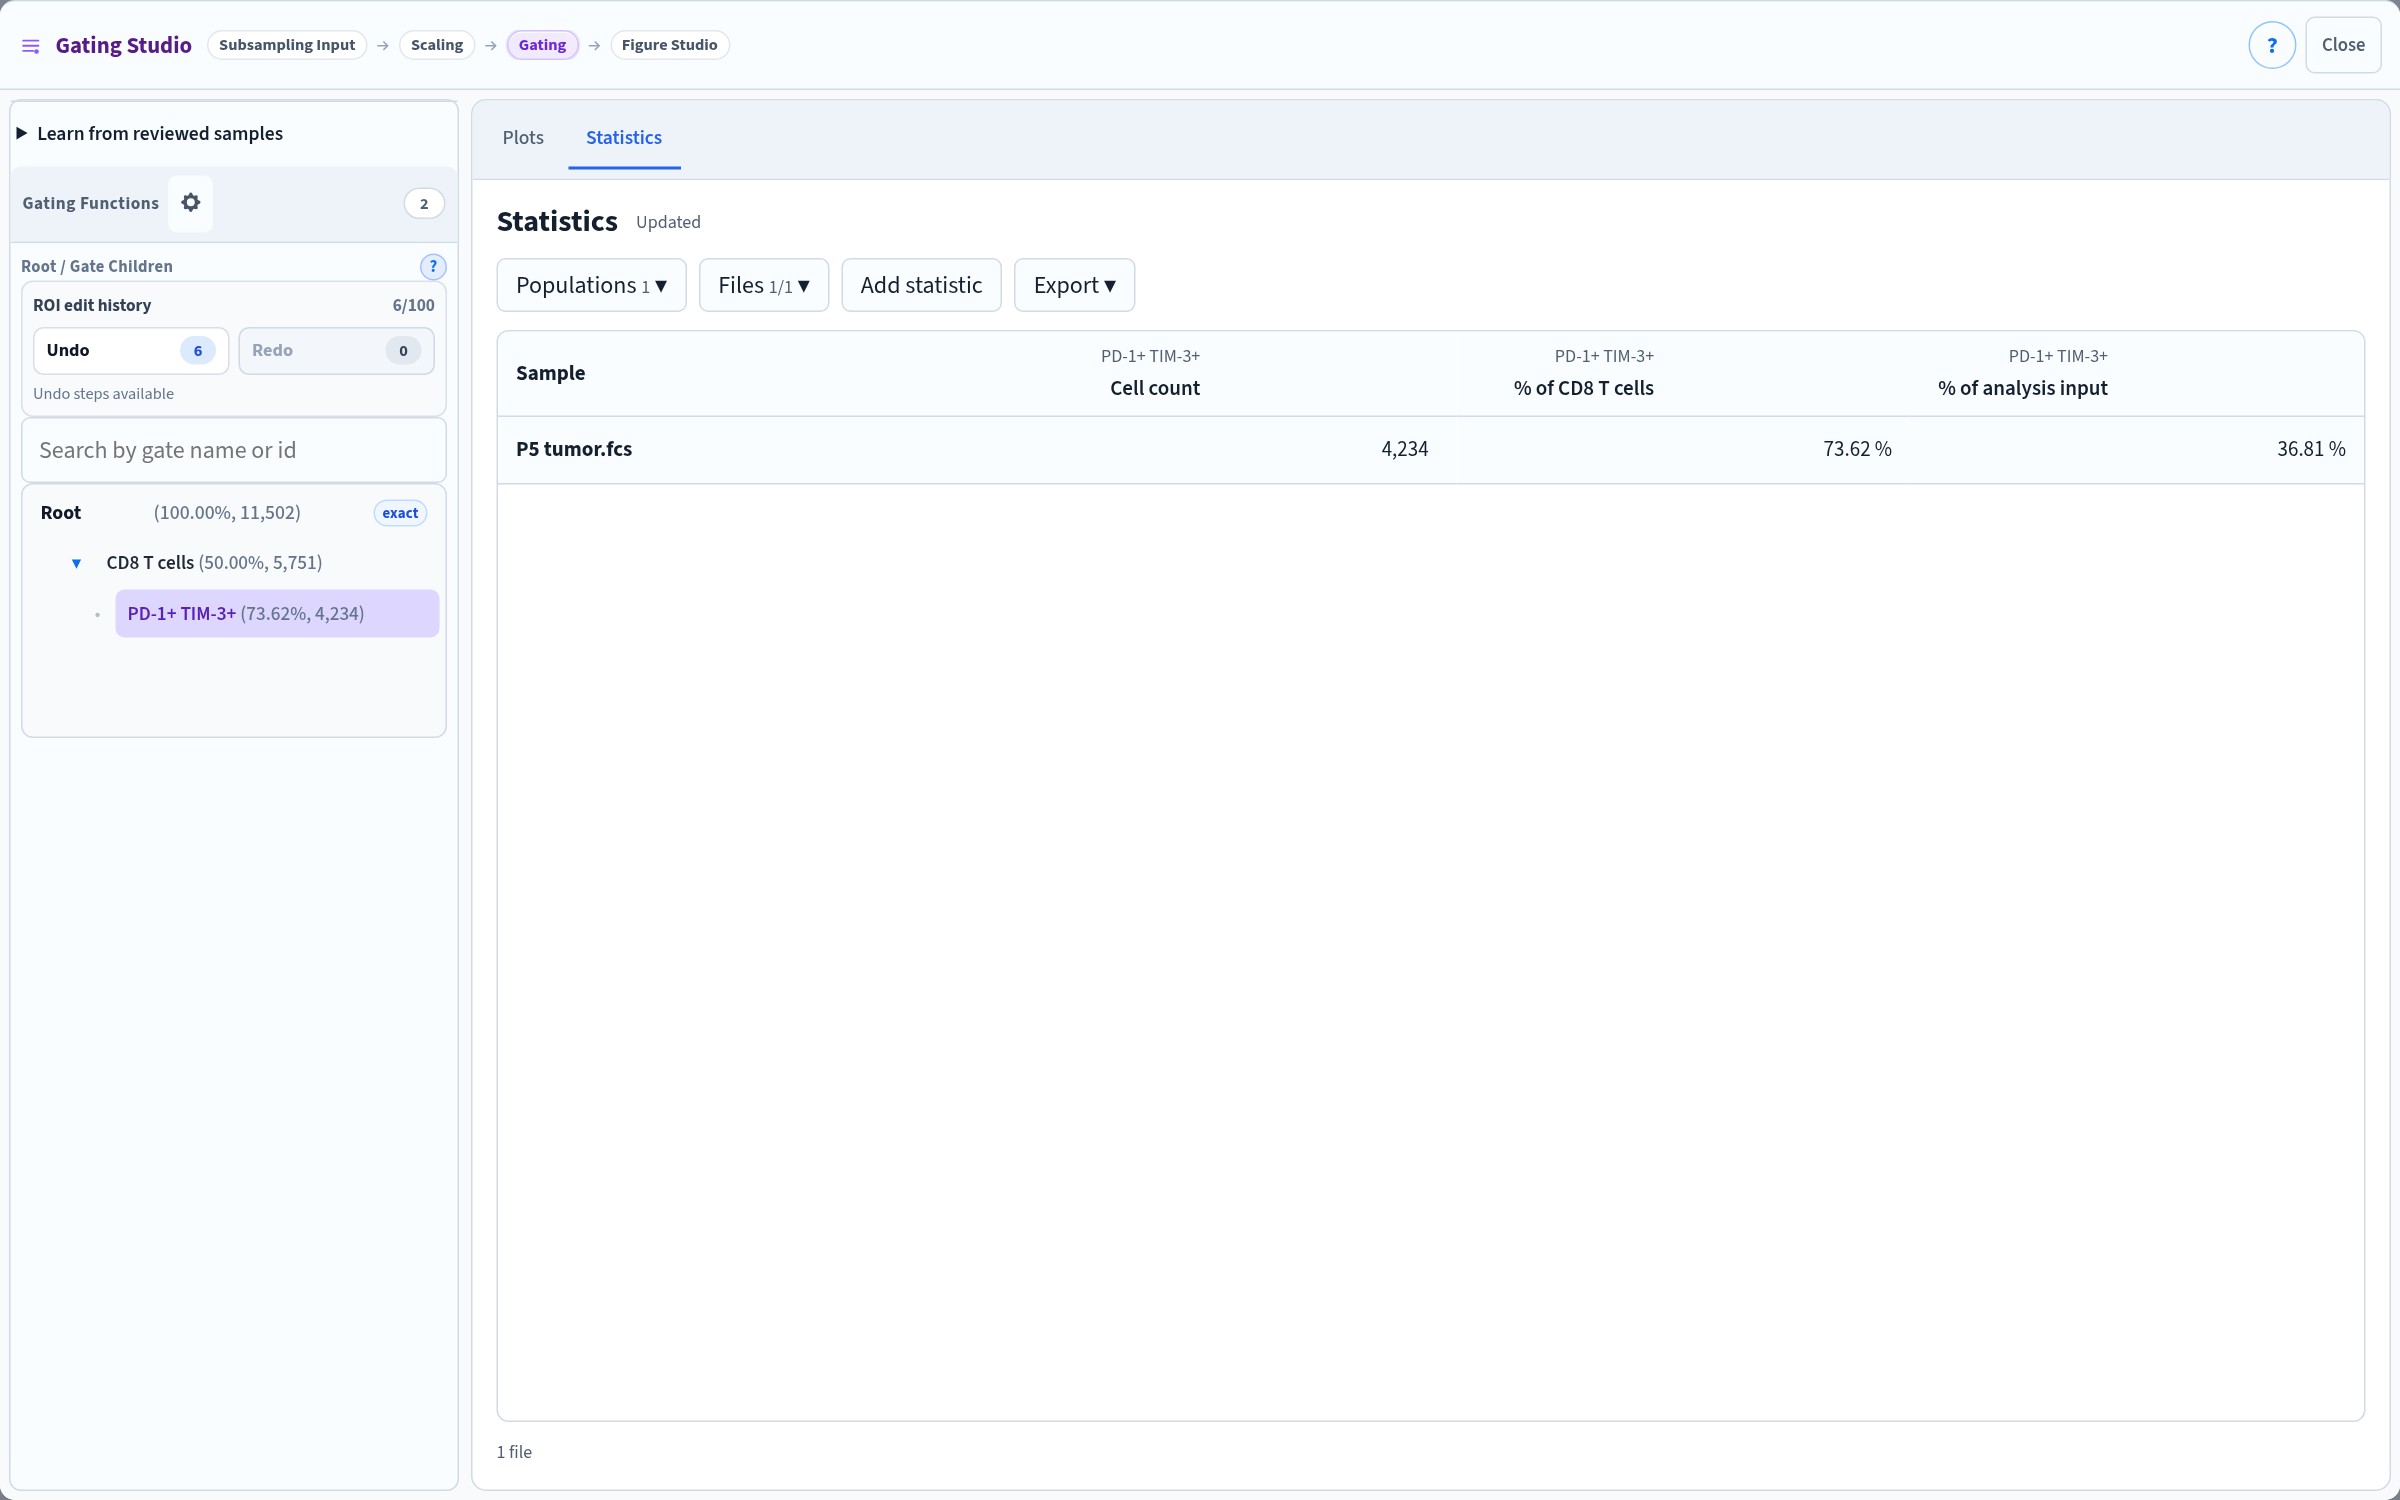 Gating Studio
Subsampling Input → Scaling → Gating → Figure Studio
? Close
▶ Learn from reviewed samples
Gating Functions 2
Root / Gate Children ?
ROI edit history 6/100
Undo 6 Redo 0
Undo steps available
Search by gate name or id
Root (100.00%, 11,502) exact
▼ CD8 T cells (50.00%, 5,751)
• PD-1+ TIM-3+ (73.62%, 4,234)
Plots Statistics
Statistics Updated
Populations 1 ▾ Files 1/1 ▾ Add statistic Export ▾
PD-1+ TIM-3+ PD-1+ TIM-3+ PD-1+ TIM-3+
Sample Cell count % of CD8 T cells % of analysis input
P5 tumor.fcs 4,234 73.62 % 36.81 %
1 file